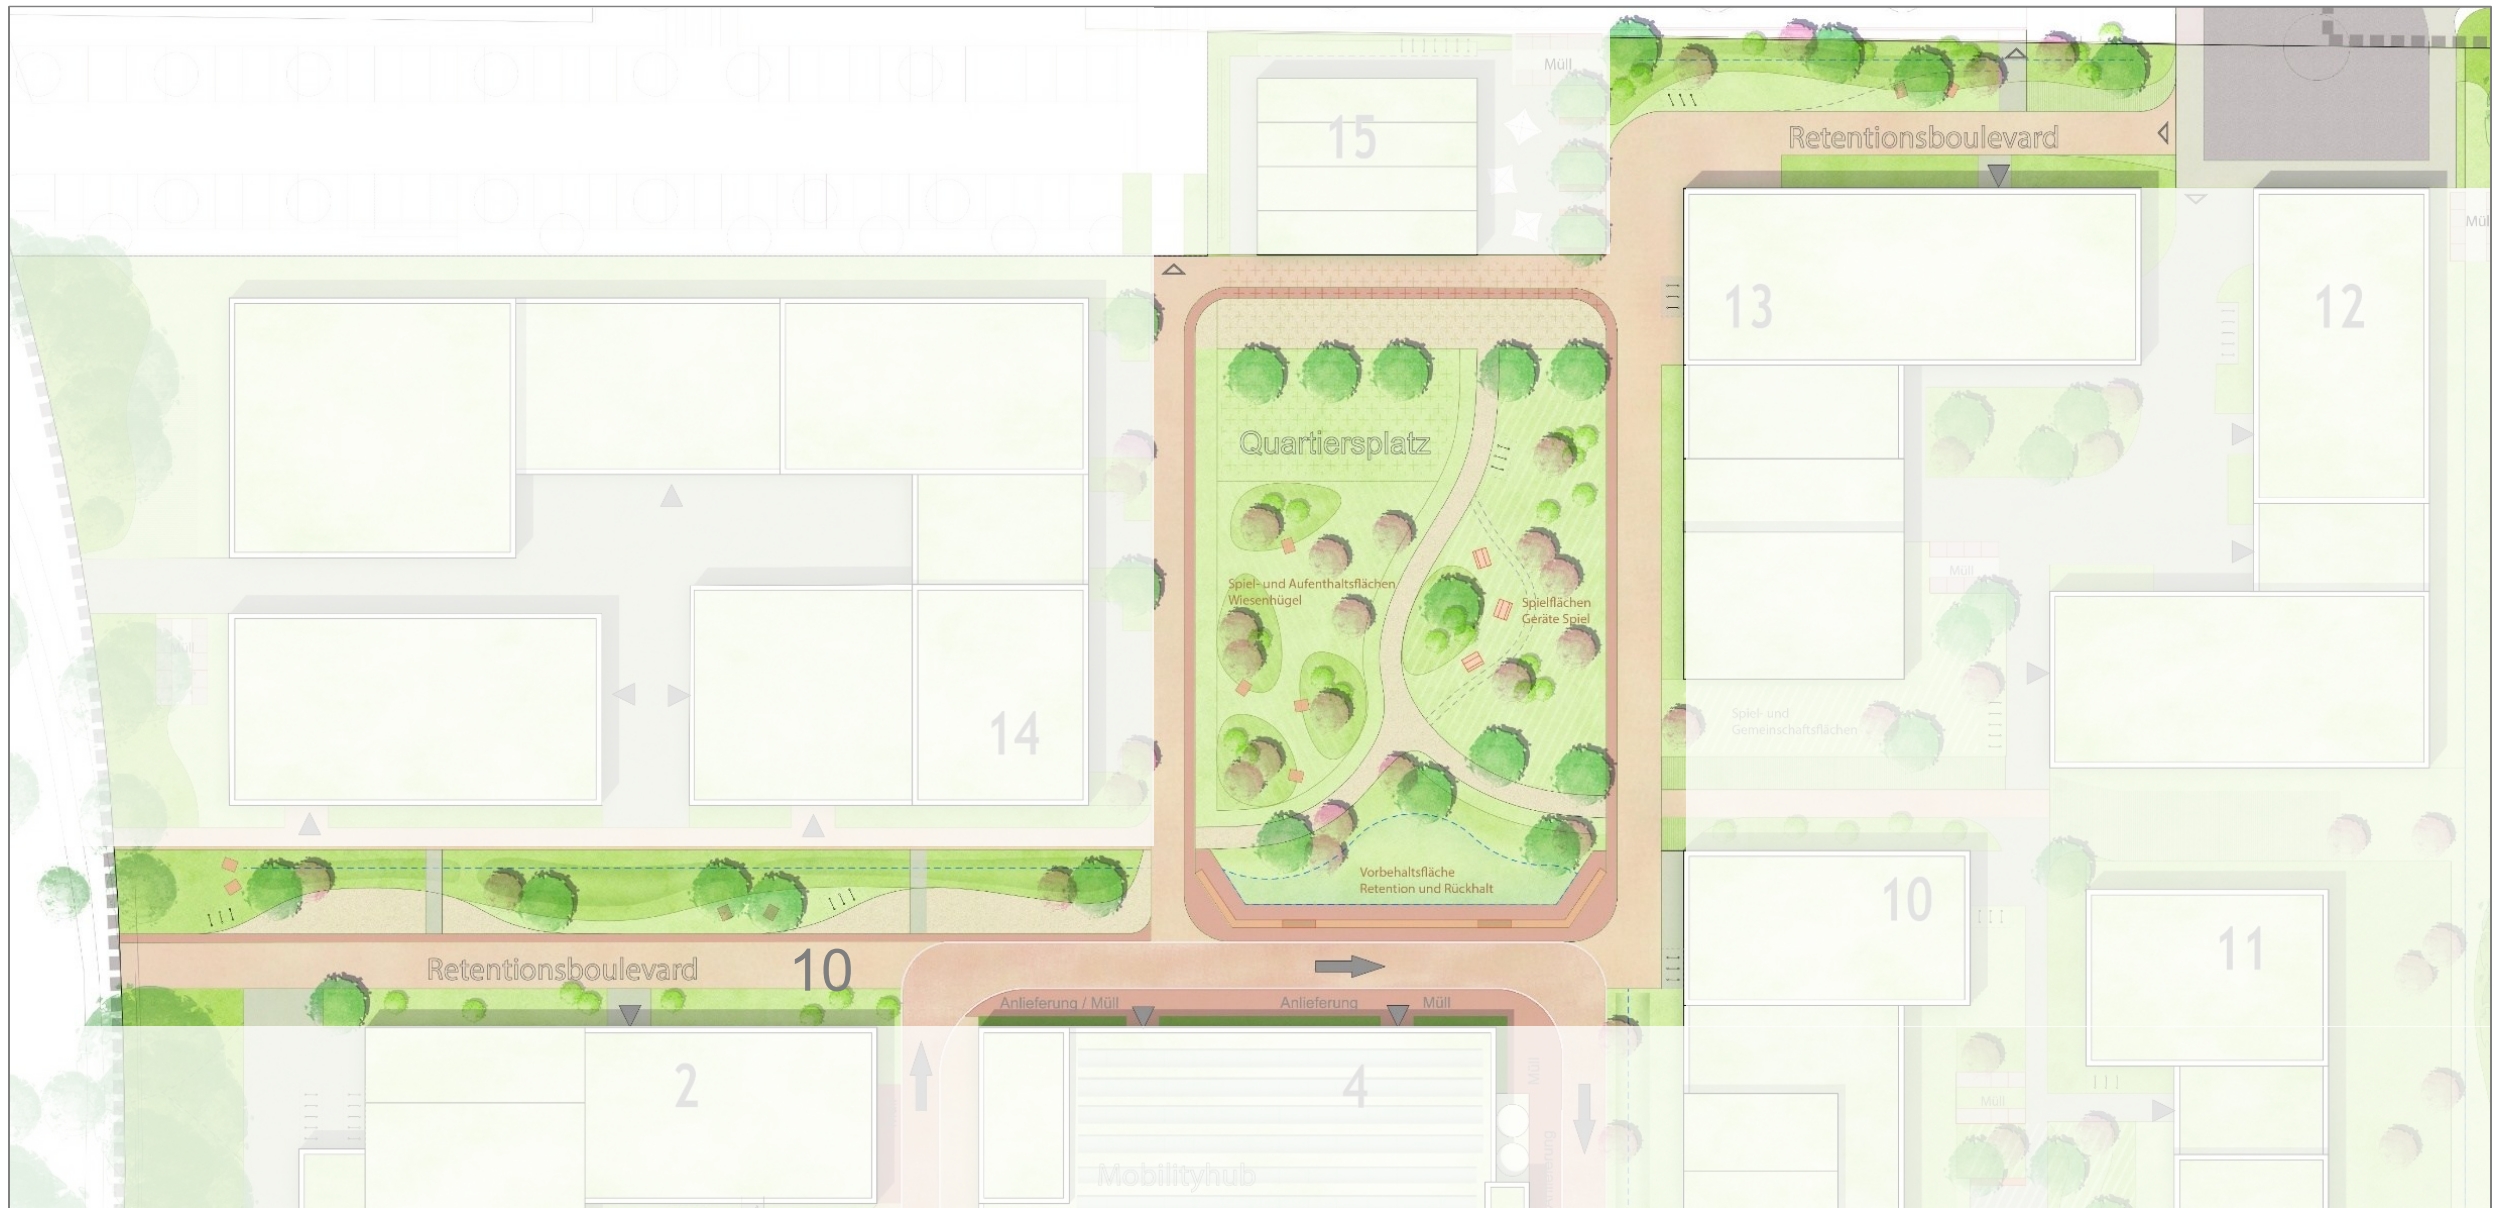 Müll
15
Retentionsboulevard
Mül
13
12
Quartiersplatz
Spiel- und Aufenthaltsflächen
Wiesenhügel
Spielflächen
Geräte Spiel
Müll
14
Spiel- und
Gemeinschaftsflächen
Vorbehaltsfläche
Retention und Rückhalt
10
11
Retentionsboulevard
10
Anlieferung / Müll
Anlieferung
Müll
2
4
Müll
Müll
Mobilityhub